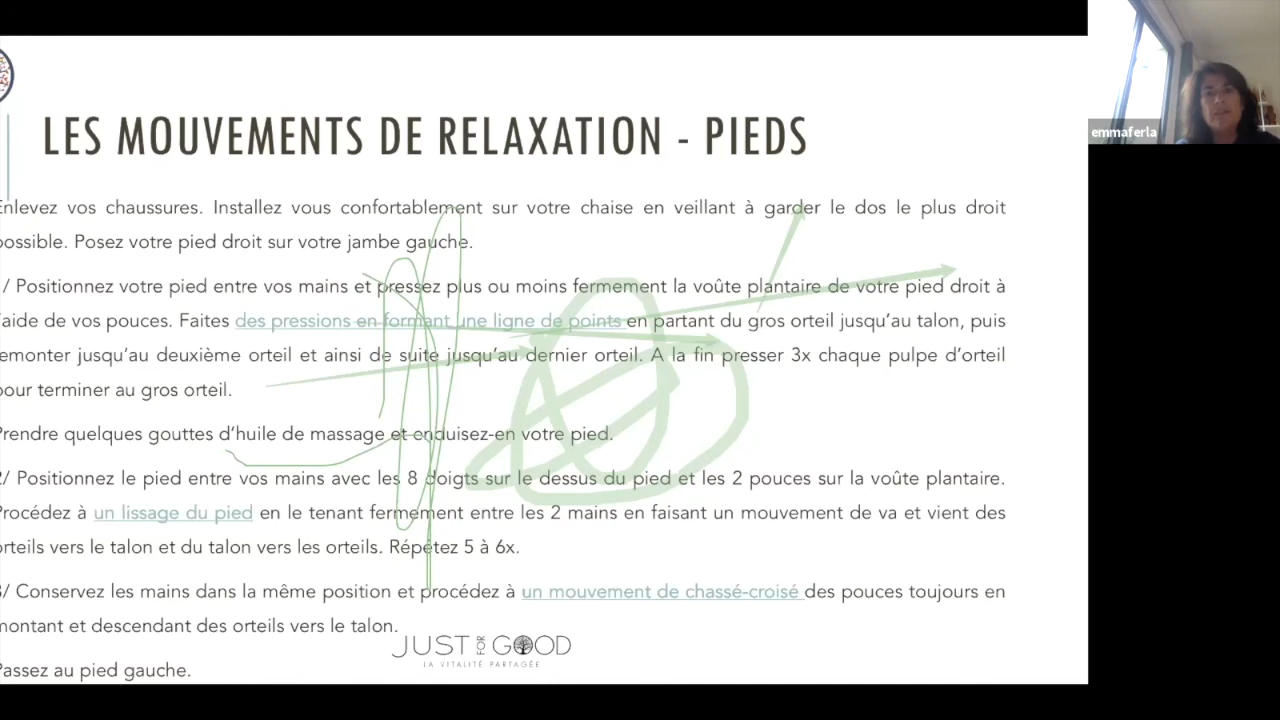 LES MOUVEMENTS DE RELAXATION - PIEDS
emmaferla
Enlevez vos chaussures. Installez vous confortablement sur votre chaise en veillant à garder le dos le plus droit
possible. Posez votre pied droit sur votre jambe gauche.
/ Positionnez votre pied entre vos mains et pressez plus ou moins fermement la voûte plantaire de votre pied droit à
l'aide de vos pouces. Faites des pressions en formant une ligne de points en partant du gros orteil jusqu'au talon, puis
remonter jusqu'au deuxième orteil et ainsi de suite jusqu'au dernier orteil. A la fin presser 3x chaque pulpe d'orteil
pour terminer au gros orteil.
Prendre quelques gouttes d'huile de massage et enduisez-en votre pied.
2/ Positionnez le pied entre vos mains avec les 8 doigts sur le dessus du pied et les 2 pouces sur la voûte plantaire.
Procédez à un lissage du pied en le tenant fermement entre les 2 mains en faisant un mouvement de va et vient des
orteils vers le talon et du talon vers les orteils. Répétez 5 à 6x.
3/ Conservez les mains dans la même position et procédez à un mouvement de chassé-croisé des pouces toujours en
montant et descendant des orteils vers le talon.
JUST FOR GOOD
LA VITALITÉ PARTAGÉE
Passez au pied gauche.